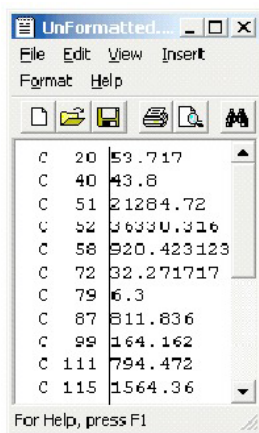 UnFormatted....
File Edit View Insert
Format Help
C 20 53.717
C 40 43.8
C 51 21284.72
C 52 36330.316
C 58 920.423123
C 72 32.271717
C 79 6.3
C 87 811.836
C 99 164.162
C 111 794.472
C 115 1564.36
For Help, press F1